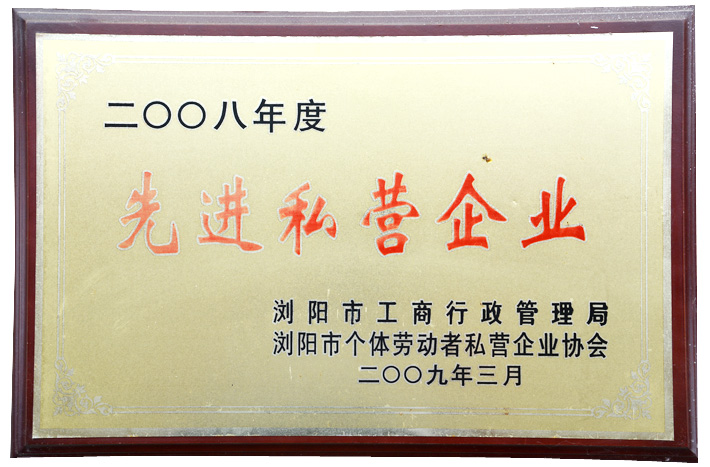 二〇〇八年度
先进私营企业
浏阳市工商行政管理局
浏阳市个体劳动者私营企业协会
二〇〇九年三月